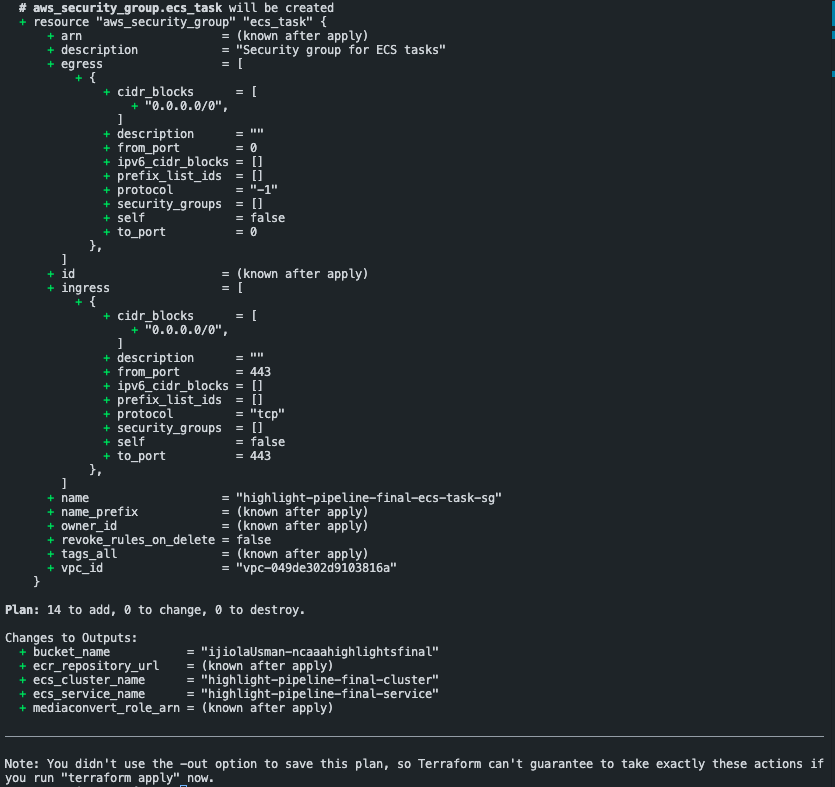 # aws_security_group.ecs_task will be created
+ resource "aws_security_group" "ecs_task" {
+ arn = (known after apply)
+ description = "Security group for ECS tasks"
+ egress = [
+ {
+ cidr_blocks = [
+ "0.0.0.0/0",
]
+ description = ""
+ from_port = 0
+ ipv6_cidr_blocks = []
+ prefix_list_ids = []
+ protocol = "-1"
+ security_groups = []
+ self = false
+ to_port = 0
},
]
+ id = (known after apply)
+ ingress = [
+ {
+ cidr_blocks = [
+ "0.0.0.0/0",
]
+ description = ""
+ from_port = 443
+ ipv6_cidr_blocks = []
+ prefix_list_ids = []
+ protocol = "tcp"
+ security_groups = []
+ self = false
+ to_port = 443
},
]
+ name = "highlight-pipeline-final-ecs-task-sg"
+ name_prefix = (known after apply)
+ owner_id = (known after apply)
+ revoke_rules_on_delete = false
+ tags_all = (known after apply)
+ vpc_id = "vpc-049de302d9103816a"
}
Plan: 14 to add, 0 to change, 0 to destroy.
Changes to Outputs:
+ bucket_name = "ijiolaUsman-ncaaahighlightsfinal"
+ ecr_repository_url = (known after apply)
+ ecs_cluster_name = "highlight-pipeline-final-cluster"
+ ecs_service_name = "highlight-pipeline-final-service"
+ mediaconvert_role_arn = (known after apply)
Note: You didn't use the -out option to save this plan, so Terraform can't guarantee to take exactly these actions if
you run "terraform apply" now.